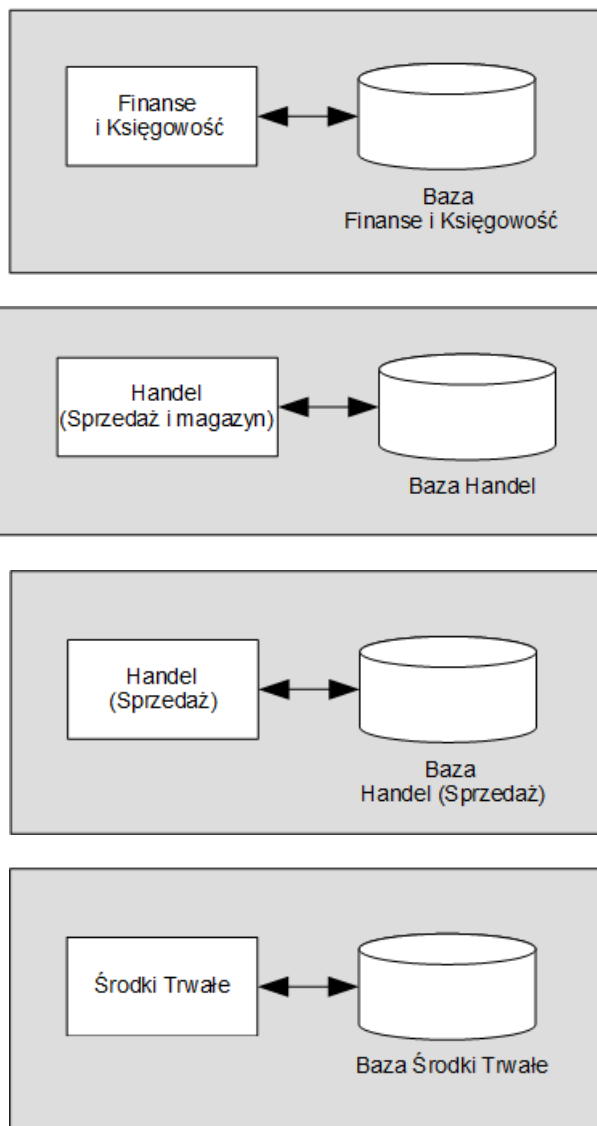 Finanse
i Księgowość
Baza
Finanse i Księgowość
Handel
(Sprzedaż i magazyn)
Baza Handel
Handel
(Sprzedaż)
Baza
Handel (Sprzedaż)
Środki Trwałe
Baza Środki Trwałe